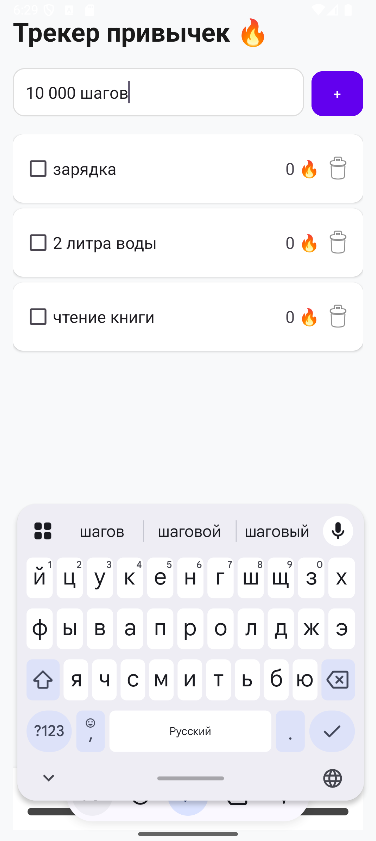 Трекер привычек 🔥
10 000 шагов +
зарядка 0 🔥
2 литра воды 0 🔥
чтение книги 0 🔥
шагов шаговой шаговый
й1 ц2 у3 к4 е5 н6 г7 ш8 щ9 з0 х
ф ы в а п р о л д ж э
я ч с м и т ь б ю
?123 , Русский .